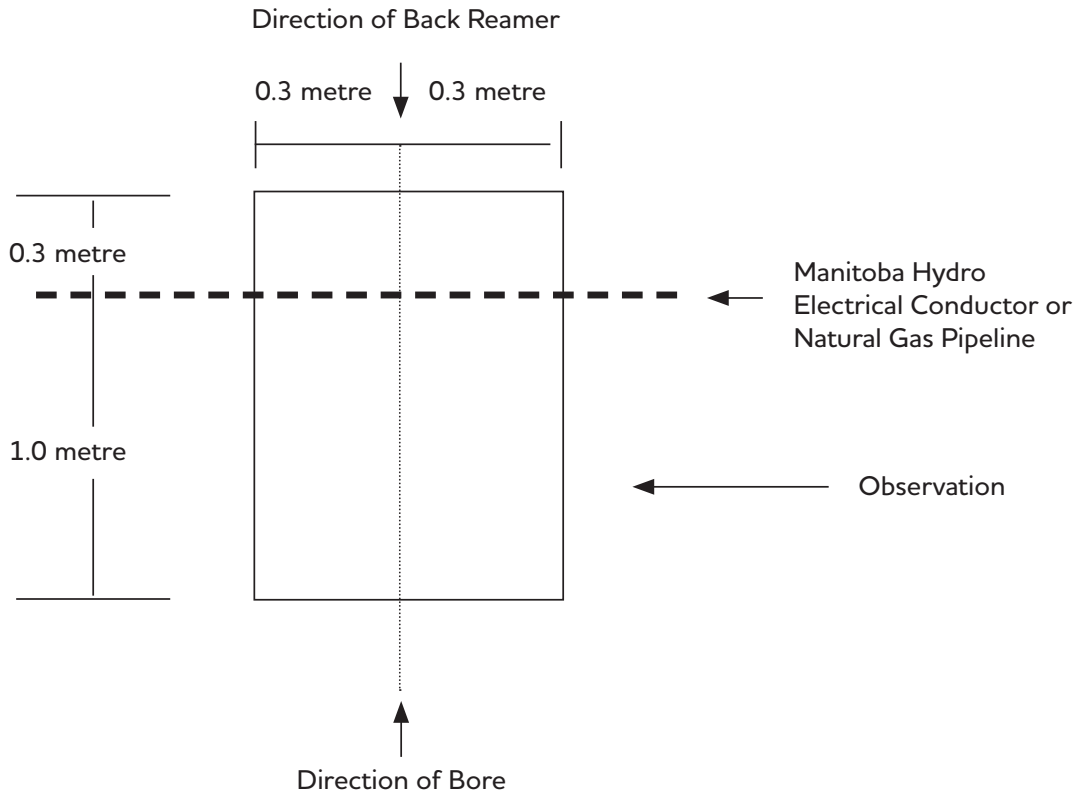 Direction of Back Reamer
0.3 metre 0.3 metre
0.3 metre
Manitoba Hydro
Electrical Conductor or
Natural Gas Pipeline
1.0 metre
Observation
Direction of Bore